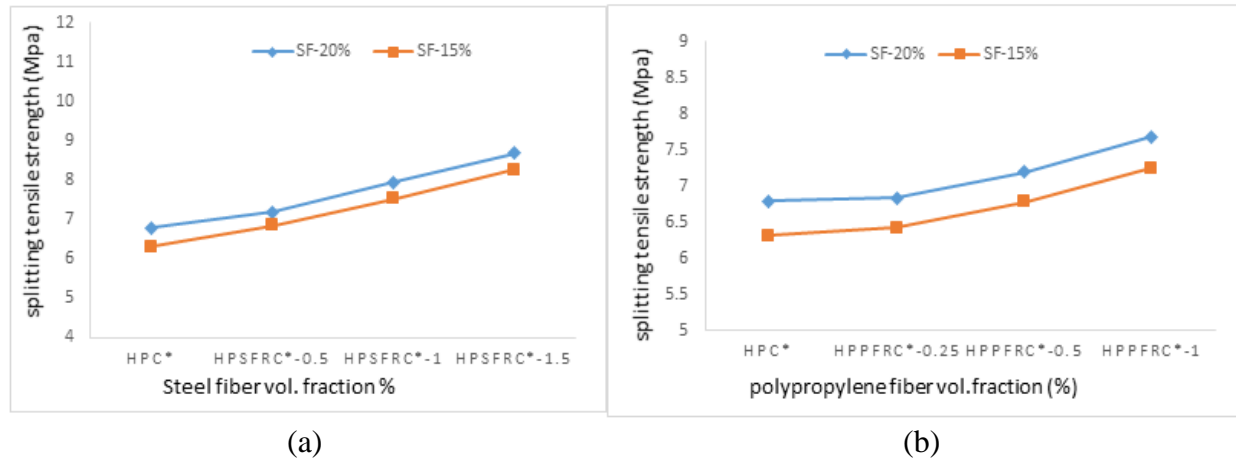 12
11
10
9
8
7
6
5
4
splitting tensile strength (Mpa)
SF-20% SF-15%
HPC* HPSFRC*-0.5 HPSFRC*-1 HPSFRC*-1.5
Steel fiber vol. fraction %
(a)
9
8.5
8
7.5
7
6.5
6
5.5
5
splitting tensile strength (Mpa)
SF-20% SF-15%
HPC* HPPFRC*-0.25 HPPFRC*-0.5 HPPFRC*-1
polypropylene fiber vol.fraction (%)
(b)